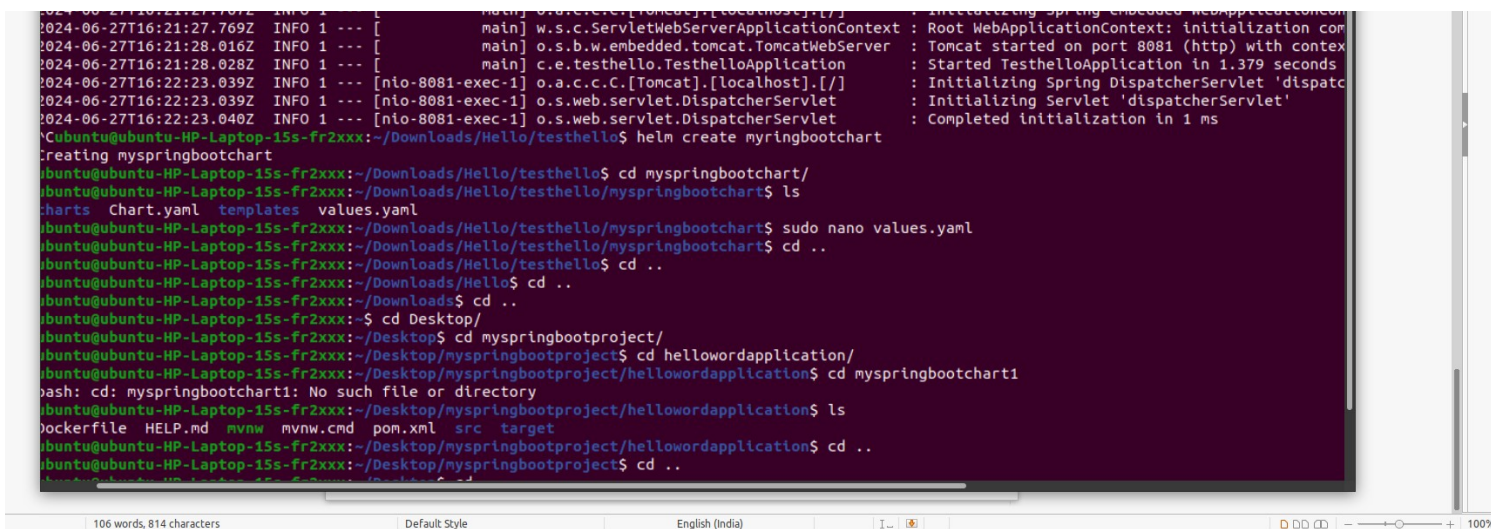 2024-06-27T16:21:27.769Z  INFO 1 --- [           main] w.s.c.ServletWebServerApplicationContext : Root WebApplicationContext: initialization com
2024-06-27T16:21:28.016Z  INFO 1 --- [           main] o.s.b.w.embedded.tomcat.TomcatWebServer  : Tomcat started on port 8081 (http) with contex
2024-06-27T16:21:28.028Z  INFO 1 --- [           main] c.e.testhello.TesthelloApplication       : Started TesthelloApplication in 1.379 seconds
2024-06-27T16:22:23.039Z  INFO 1 --- [nio-8081-exec-1] o.a.c.c.C.[Tomcat].[localhost].[/]       : Initializing Spring DispatcherServlet 'dispatc
2024-06-27T16:22:23.039Z  INFO 1 --- [nio-8081-exec-1] o.s.web.servlet.DispatcherServlet        : Initializing Servlet 'dispatcherServlet'
2024-06-27T16:22:23.040Z  INFO 1 --- [nio-8081-exec-1] o.s.web.servlet.DispatcherServlet        : Completed initialization in 1 ms
^Cubuntu@ubuntu-HP-Laptop-15s-fr2xxx:~/Downloads/Hello/testhello$ helm create myringbootchart
Creating myspringbootchart
ubuntu@ubuntu-HP-Laptop-15s-fr2xxx:~/Downloads/Hello/testhello$ cd myspringbootchart/
ubuntu@ubuntu-HP-Laptop-15s-fr2xxx:~/Downloads/Hello/testhello/myspringbootchart$ ls
charts  Chart.yaml  templates  values.yaml
ubuntu@ubuntu-HP-Laptop-15s-fr2xxx:~/Downloads/Hello/testhello/myspringbootchart$ sudo nano values.yaml
ubuntu@ubuntu-HP-Laptop-15s-fr2xxx:~/Downloads/Hello/testhello/myspringbootchart$ cd ..
ubuntu@ubuntu-HP-Laptop-15s-fr2xxx:~/Downloads/Hello/testhello$ cd ..
ubuntu@ubuntu-HP-Laptop-15s-fr2xxx:~/Downloads/Hello$ cd ..
ubuntu@ubuntu-HP-Laptop-15s-fr2xxx:~/Downloads$ cd ..
ubuntu@ubuntu-HP-Laptop-15s-fr2xxx:~$ cd Desktop/
ubuntu@ubuntu-HP-Laptop-15s-fr2xxx:~/Desktop$ cd myspringbootproject/
ubuntu@ubuntu-HP-Laptop-15s-fr2xxx:~/Desktop/myspringbootproject$ cd hellowordapplication/
ubuntu@ubuntu-HP-Laptop-15s-fr2xxx:~/Desktop/myspringbootproject/hellowordapplication$ cd myspringbootchart1
bash: cd: myspringbootchart1: No such file or directory
ubuntu@ubuntu-HP-Laptop-15s-fr2xxx:~/Desktop/myspringbootproject/hellowordapplication$ ls
Dockerfile  HELP.md  mvnw  mvnw.cmd  pom.xml  src  target
ubuntu@ubuntu-HP-Laptop-15s-fr2xxx:~/Desktop/myspringbootproject/hellowordapplication$ cd ..
ubuntu@ubuntu-HP-Laptop-15s-fr2xxx:~/Desktop/myspringbootproject$ cd ..
106 words, 814 characters  Default Style  English (India)  100%